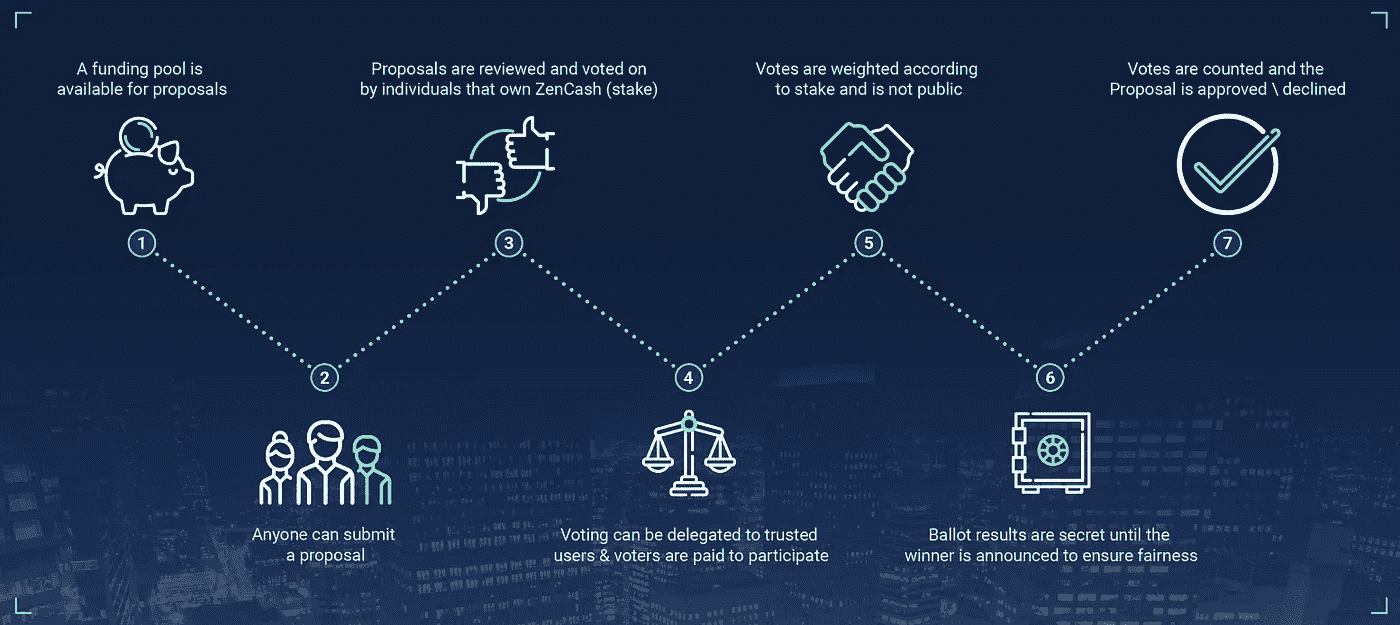 A funding pool is
available for proposals
1
2
Anyone can submit
a proposal
Proposals are reviewed and voted on
by individuals that own ZenCash (stake)
3
4
Voting can be delegated to trusted
users & voters are paid to participate
Votes are weighted according
to stake and is not public
5
6
Ballot results are secret until the
winner is announced to ensure fairness
Votes are counted and the
Proposal is approved \ declined
7